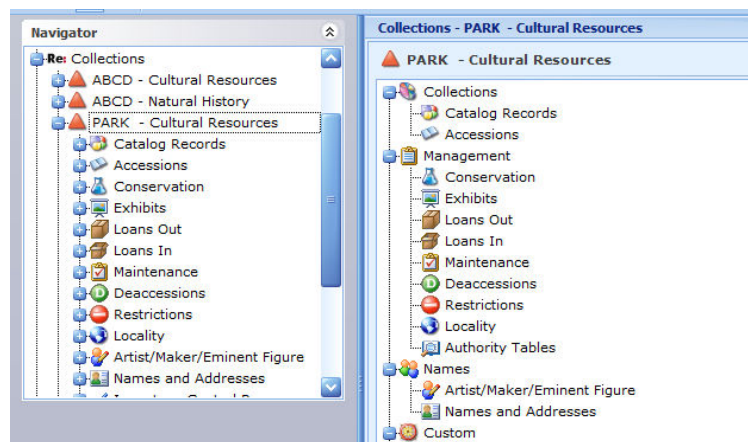 Navigator
Re: Collections
ABCD - Cultural Resources
ABCD - Natural History
PARK - Cultural Resources
Catalog Records
Accessions
Conservation
Exhibits
Loans Out
Loans In
Maintenance
Deaccessions
Restrictions
Locality
Artist/Maker/Eminent Figure
Names and Addresses
Collections - PARK - Cultural Resources
PARK - Cultural Resources
Collections
Catalog Records
Accessions
Management
Conservation
Exhibits
Loans Out
Loans In
Maintenance
Deaccessions
Restrictions
Locality
Authority Tables
Names
Artist/Maker/Eminent Figure
Names and Addresses
Custom